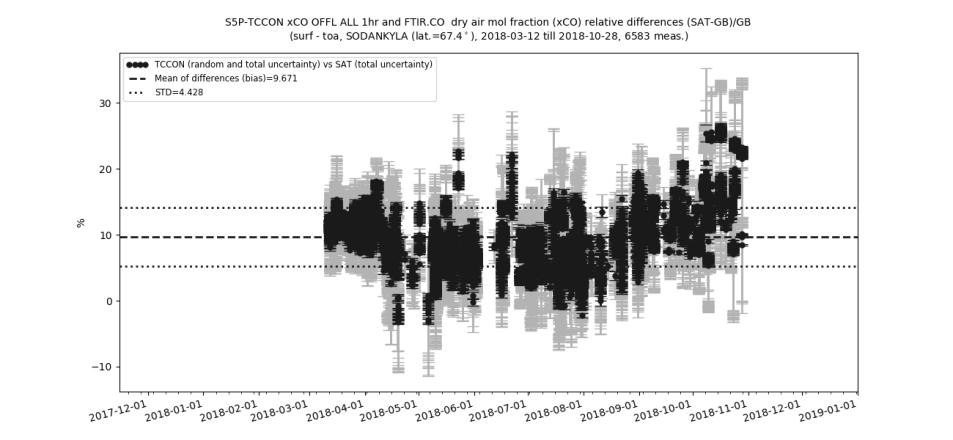 S5P-TCCON xCO OFFL ALL 1hr and FTIR.CO dry air mol fraction (xCO) relative differences (SAT-GB)/GB
(surf - toa, SODANKYLA (lat.=67.4°), 2018-03-12 till 2018-10-28, 6583 meas.)
TCCON (random and total uncertainty) vs SAT (total uncertainty)
Mean of differences (bias)=9.671
STD=4.428
30
20
10
0
−10
%
2017-12-01 2018-01-01 2018-02-01 2018-03-01 2018-04-01 2018-05-01 2018-06-01 2018-07-01 2018-08-01 2018-09-01 2018-10-01 2018-11-01 2018-12-01 2019-01-01